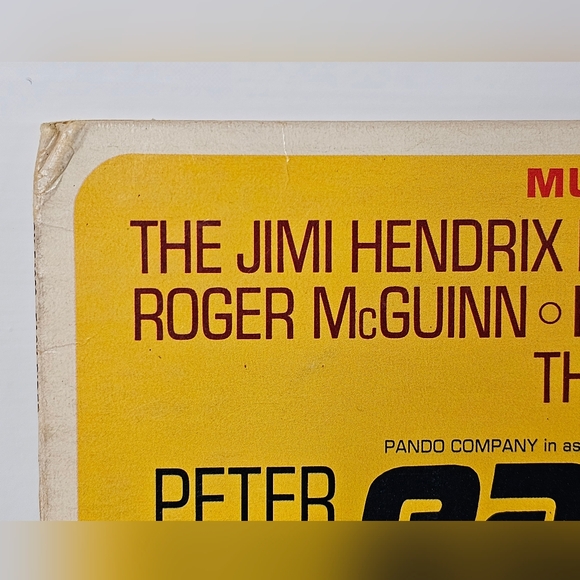 MU
THE JIMI HENDRIX
ROGER McGUINN
TH
PANDO COMPANY in as
PETER